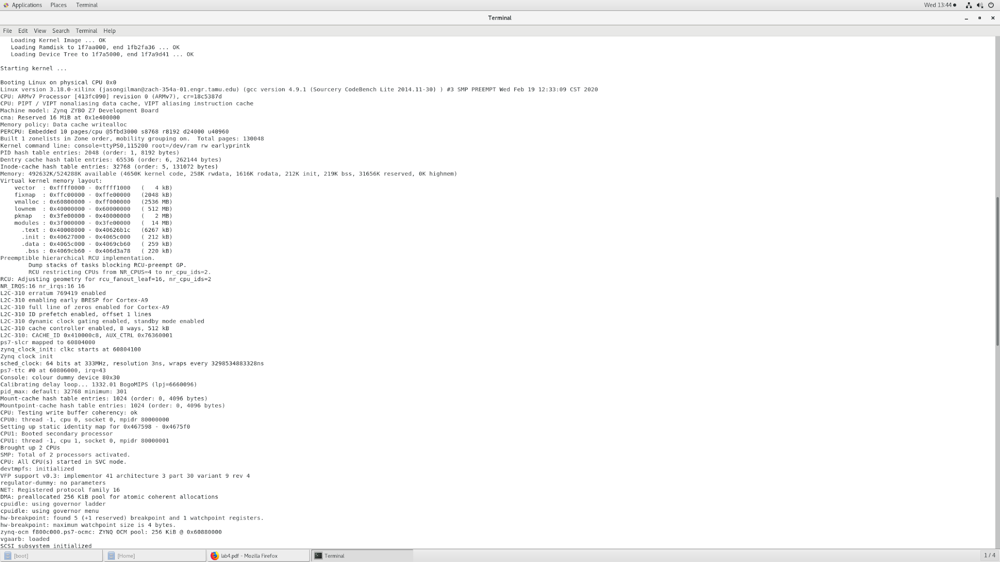 Applications Places Terminal Wed 13:44
Terminal
File Edit View Search Terminal Help
   Loading Kernel Image ... OK
   Loading Ramdisk to 1f7aa000, end 1fb2fa36 ... OK
   Loading Device Tree to 1f7a5000, end 1f7a9d41 ... OK
Starting kernel ...
Booting Linux on physical CPU 0x0
Linux version 3.18.0-xilinx (jasongilman@zach-354a-01.engr.tamu.edu) (gcc version 4.9.1 (Sourcery CodeBench Lite 2014.11-30) ) #3 SMP PREEMPT Wed Feb 19 12:33:09 CST 2020
CPU: ARMv7 Processor [413fc090] revision 0 (ARMv7), cr=18c5387d
CPU: PIPT / VIPT nonaliasing data cache, VIPT aliasing instruction cache
Machine model: Zynq ZYBO Z7 Development Board
cma: Reserved 16 MiB at 0x1e400000
Memory policy: Data cache writealloc
PERCPU: Embedded 10 pages/cpu @5fbd3000 s8768 r8192 d24000 u40960
Built 1 zonelists in Zone order, mobility grouping on.  Total pages: 130048
Kernel command line: console=ttyPS0,115200 root=/dev/ram rw earlyprintk
PID hash table entries: 2048 (order: 1, 8192 bytes)
Dentry cache hash table entries: 65536 (order: 6, 262144 bytes)
Inode-cache hash table entries: 32768 (order: 5, 131072 bytes)
Memory: 492632K/524288K available (4650K kernel code, 258K rwdata, 1616K rodata, 212K init, 219K bss, 31656K reserved, 0K highmem)
Virtual kernel memory layout:
    vector  : 0xffff0000 - 0xffff1000   (   4 kB)
    fixmap  : 0xffc00000 - 0xffe00000   (2048 kB)
    vmalloc : 0x60800000 - 0xff000000   (2536 MB)
    lowmem  : 0x40000000 - 0x60000000   ( 512 MB)
    pkmap   : 0x3fe00000 - 0x40000000   (   2 MB)
    modules : 0x3f000000 - 0x3fe00000   (  14 MB)
      .text : 0x40008000 - 0x40626b1c   (6267 kB)
      .init : 0x40627000 - 0x4065c000   ( 212 kB)
      .data : 0x4065c000 - 0x4069cb60   ( 259 kB)
       .bss : 0x4069cb60 - 0x406d3a78   ( 220 kB)
Preemptible hierarchical RCU implementation.
        Dump stacks of tasks blocking RCU-preempt GP.
        RCU restricting CPUs from NR_CPUS=4 to nr_cpu_ids=2.
RCU: Adjusting geometry for rcu_fanout_leaf=16, nr_cpu_ids=2
NR_IRQS:16 nr_irqs:16 16
L2C-310 erratum 769419 enabled
L2C-310 enabling early BRESP for Cortex-A9
L2C-310 full line of zeros enabled for Cortex-A9
L2C-310 ID prefetch enabled, offset 1 lines
L2C-310 dynamic clock gating enabled, standby mode enabled
L2C-310 cache controller enabled, 8 ways, 512 kB
L2C-310: CACHE_ID 0x410000c8, AUX_CTRL 0x76360001
ps7-slcr mapped to 60804000
zynq_clock_init: clkc starts at 60804100
Zynq clock init
sched_clock: 64 bits at 333MHz, resolution 3ns, wraps every 3298534883328ns
ps7-ttc #0 at 60806000, irq=43
Console: colour dummy device 80x30
Calibrating delay loop... 1332.01 BogoMIPS (lpj=6660096)
pid_max: default: 32768 minimum: 301
Mount-cache hash table entries: 1024 (order: 0, 4096 bytes)
Mountpoint-cache hash table entries: 1024 (order: 0, 4096 bytes)
CPU: Testing write buffer coherency: ok
CPU0: thread -1, cpu 0, socket 0, mpidr 80000000
Setting up static identity map for 0x467598 - 0x4675f0
CPU1: Booted secondary processor
CPU1: thread -1, cpu 1, socket 0, mpidr 80000001
Brought up 2 CPUs
SMP: Total of 2 processors activated.
CPU: All CPU(s) started in SVC mode.
devtmpfs: initialized
VFP support v0.3: implementor 41 architecture 3 part 30 variant 9 rev 4
regulator-dummy: no parameters
NET: Registered protocol family 16
DMA: preallocated 256 KiB pool for atomic coherent allocations
cpuidle: using governor ladder
cpuidle: using governor menu
hw-breakpoint: found 5 (+1 reserved) breakpoint and 1 watchpoint registers.
hw-breakpoint: maximum watchpoint size is 4 bytes.
zynq-ocm f800c000.ps7-ocmc: ZYNQ OCM pool: 256 KiB @ 0x60880000
vgaarb: loaded
SCSI subsystem initialized
[boot] [Home] lab4.pdf - Mozilla Firefox Terminal 1 / 4